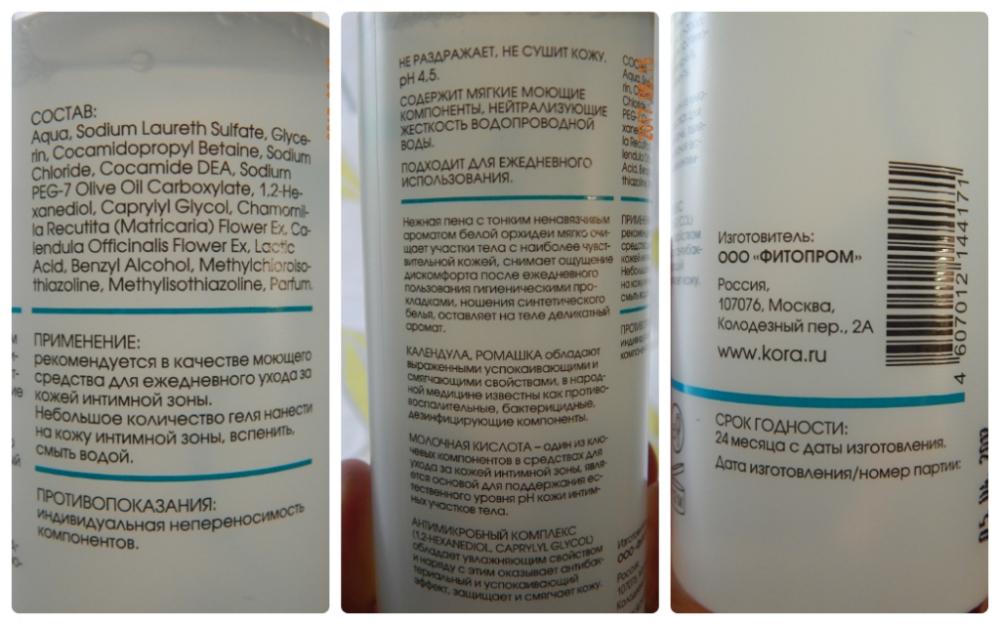 СОСТАВ:
Aqua, Sodium Laureth Sulfate, Glyce-
rin, Cocamidopropyl Betaine, Sodium
Chloride, Cocamide DEA, Sodium
PEG-7 Olive Oil Carboxylate, 1,2-He-
xanediol, Caprylyl Glycol, Chamomil-
la Recutita (Matricaria) Flower Ex, Ca-
lendula Officinalis Flower Ex, Lactic
Acid, Benzyl Alcohol, Methylchloroiso-
thiazoline, Methylisothiazoline, Parfum.
ПРИМЕНЕНИЕ:
рекомендуется в качестве моющего
средства для ежедневного ухода за
кожей интимной зоны.
Небольшое количество геля нанести
на кожу интимной зоны, вспенить,
смыть водой.
ПРОТИВОПОКАЗАНИЯ:
индивидуальная непереносимость
компонентов.
НЕ РАЗДРАЖАЕТ, НЕ СУШИТ КОЖУ.
pH 4,5.
СОДЕРЖИТ МЯГКИЕ МОЮЩИЕ
КОМПОНЕНТЫ, НЕЙТРАЛИЗУЮЩИЕ
ЖЕСТКОСТЬ ВОДОПРОВОДНОЙ
ВОДЫ.
ПОДХОДИТ ДЛЯ ЕЖЕДНЕВНОГО
ИСПОЛЬЗОВАНИЯ.
Нежная пена с тонким ненавязчивым
ароматом белой орхидеи мягко очи-
щает участки тела с наиболее чувст-
вительной кожей, снимает ощущение
дискомфорта после ежедневного
пользования гигиеническими про-
кладками, ношения синтетического
белья, оставляет на теле деликатный
аромат.
КАЛЕНДУЛА, РОМАШКА обладают
выраженными успокаивающими и
смягчающими свойствами, в народ-
ной медицине известны как противо-
воспалительные, бактерицидные,
дезинфицирующие компоненты.
МОЛОЧНАЯ КИСЛОТА – один из клю-
чевых компонентов в средствах для
ухода за кожей интимной зоны, явля-
ется основой для поддержания ес-
тественного уровня pH кожи интим-
ных участков тела.
АНТИМИКРОБНЫЙ КОМПЛЕКС
(1,2-HEXANEDIOL, CAPRYLYL GLYCOL)
обладает увлажняющим свойством
и наряду с этим оказывает антибак-
териальный и успокаивающий
эффект, защищает и смягчает кожу.
Изготовитель:
ООО «ФИТОПРОМ»
Россия,
107076, Москва,
Колодезный пер., 2А
www.kora.ru
4 607012 144171
СРОК ГОДНОСТИ:
24 месяца с даты изготовления.
Дата изготовления/номер партии: